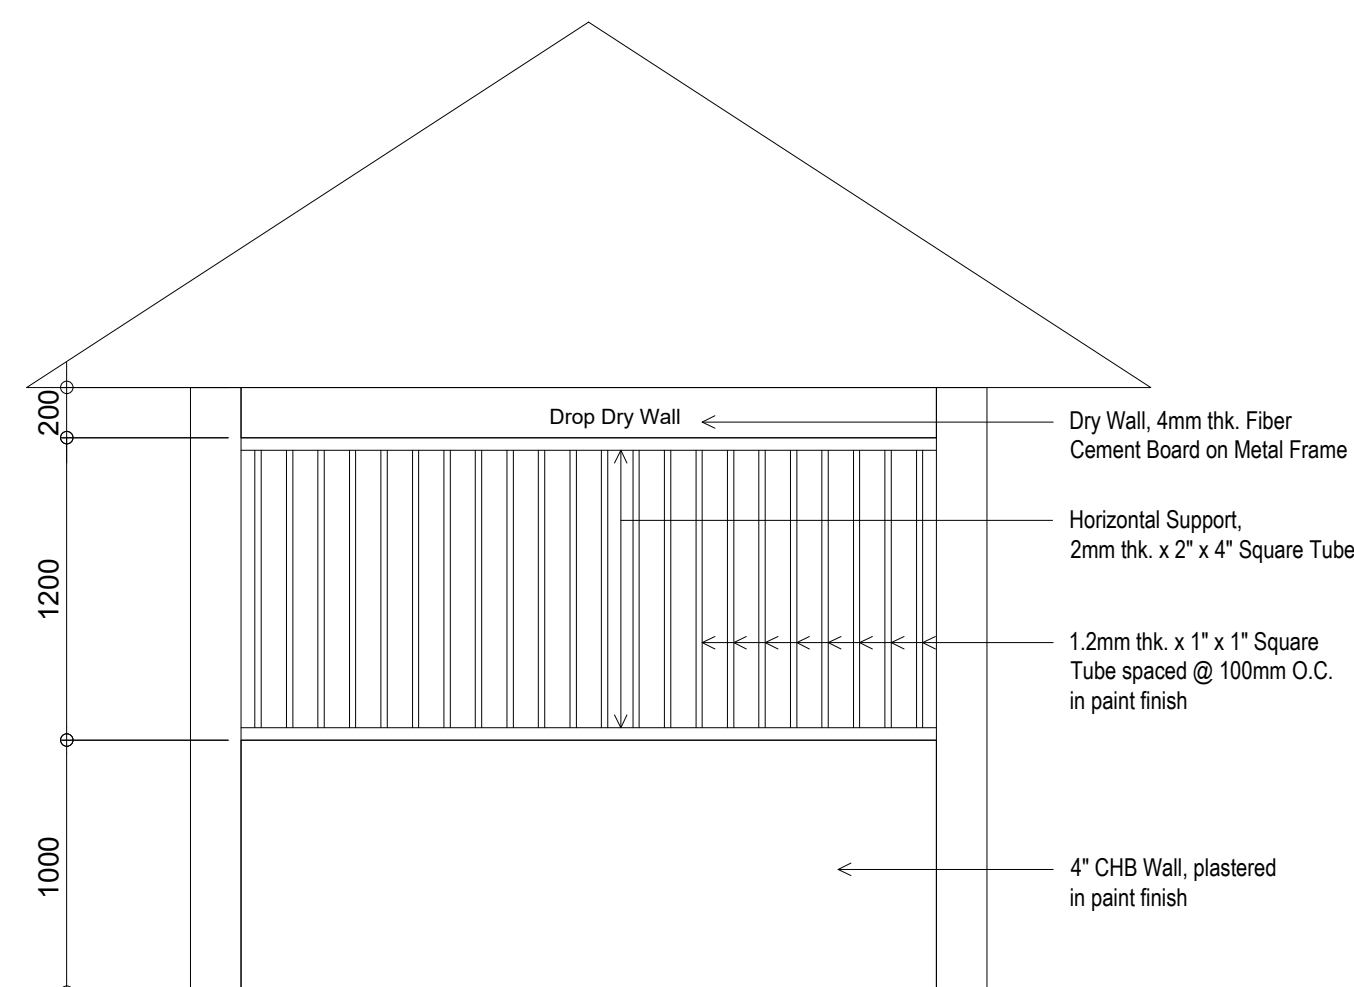 200
Drop Dry Wall
Dry Wall, 4mm thk. Fiber
Cement Board on Metal Frame
Horizontal Support,
2mm thk. x 2" x 4" Square Tube
1200
1.2mm thk. x 1" x 1" Square
Tube spaced @ 100mm O.C.
in paint finish
1000
4" CHB Wall, plastered
in paint finish